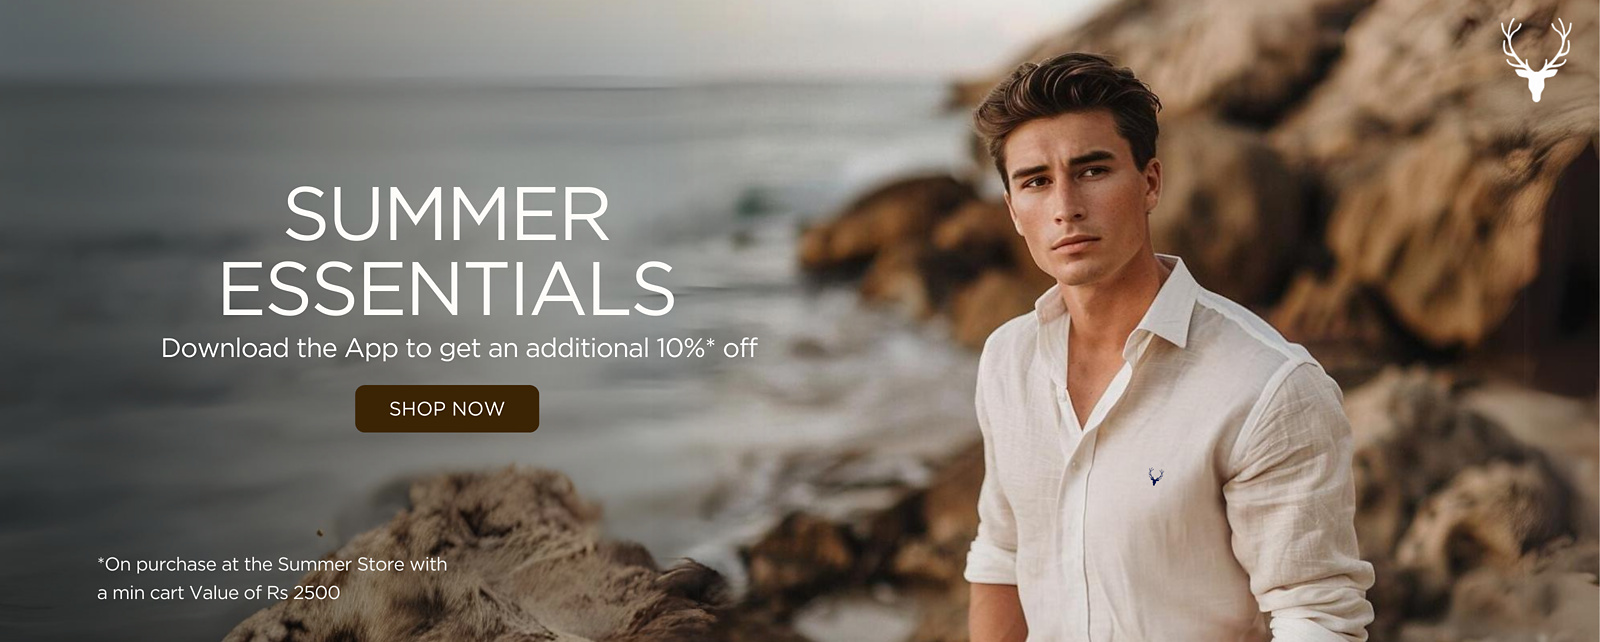 SUMMER
ESSENTIALS
Download the App to get an additional 10%* off
SHOP NOW
*On purchase at the Summer Store with
a min cart Value of Rs 2500